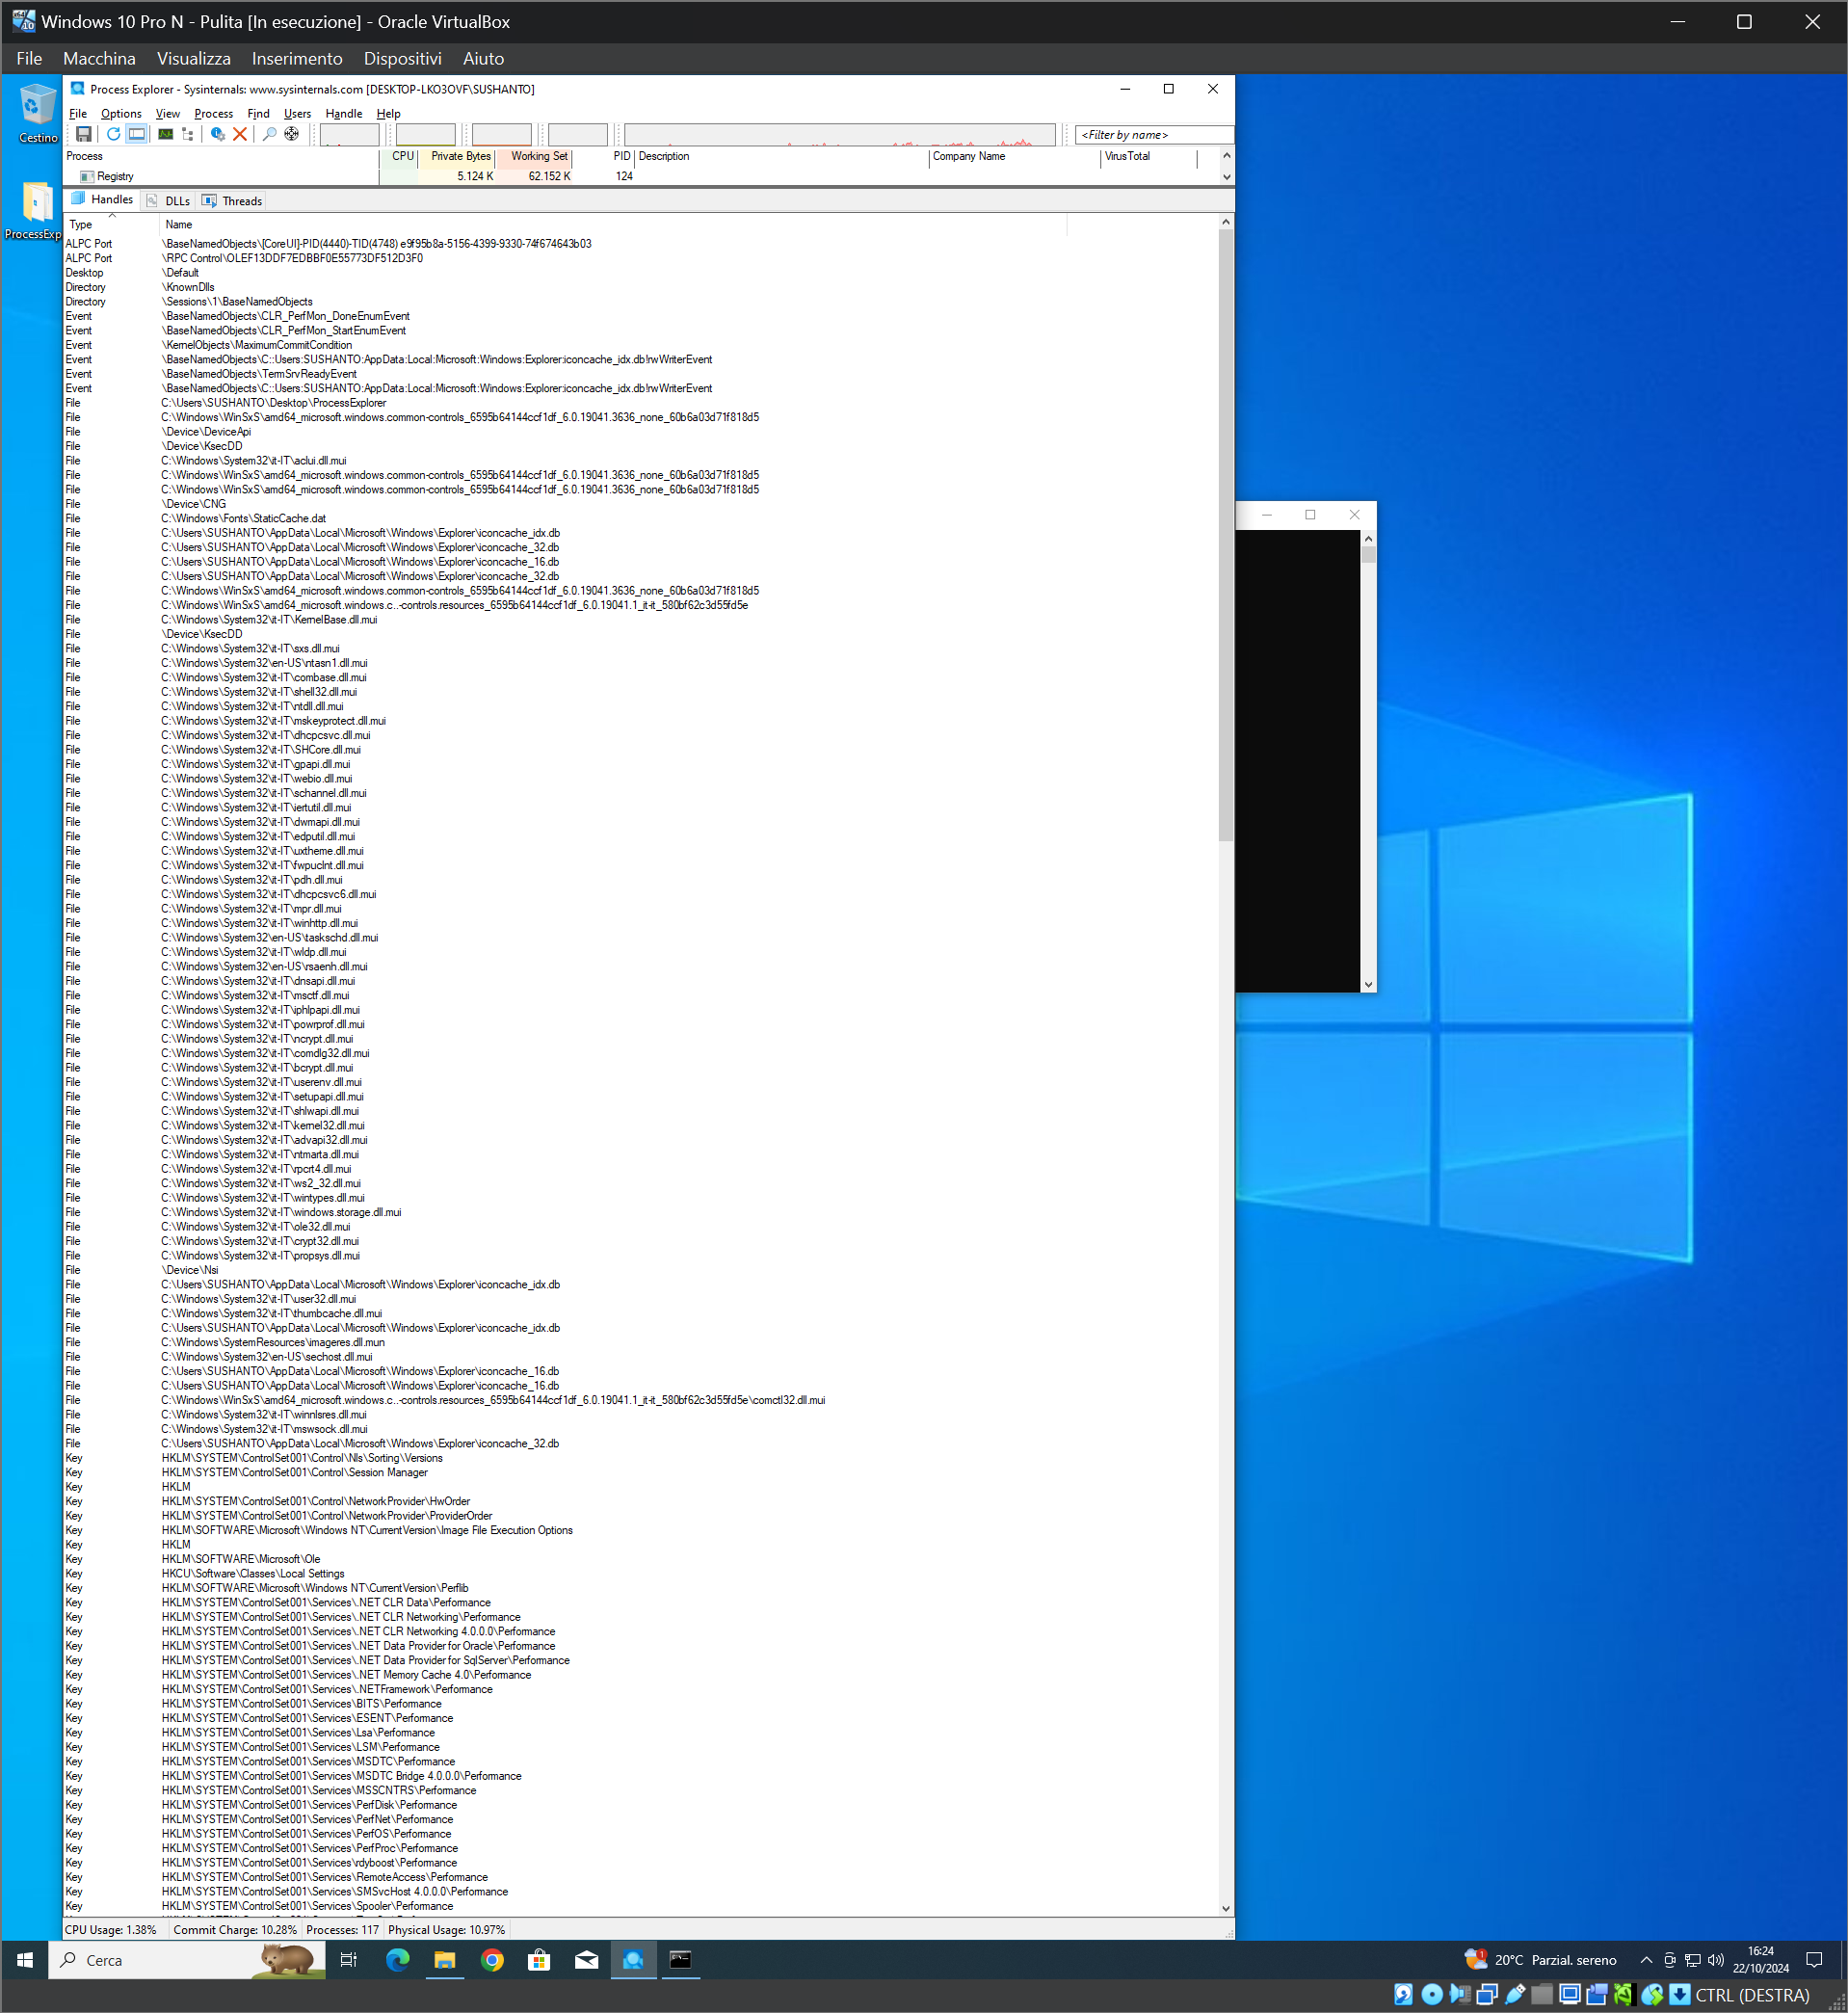 Windows 10 Pro N - Pulita [In esecuzione] - Oracle VirtualBox
File Macchina Visualizza Inserimento Dispositivi Aiuto
Cestino
ProcessExp
Process Explorer - Sysinternals: www.sysinternals.com [DESKTOP-LKO3OVF\SUSHANTO]
File Options View Process Find Users Handle Help
<Filter by name>
Process CPU Private Bytes Working Set PID Description Company Name VirusTotal
Registry 5.124 K 62.152 K 124
Handles DLLs Threads
Type Name
ALPC Port \BaseNamedObjects\[CoreUI]-PID(4440)-TID(4748) e9f95b8a-5156-4399-9330-74f674643b03
ALPC Port \RPC Control\OLEF13DDF7EDBBF0E55773DF512D3F0
Desktop \Default
Directory \KnownDlls
Directory \Sessions\1\BaseNamedObjects
Event \BaseNamedObjects\CLR_PerfMon_DoneEnumEvent
Event \BaseNamedObjects\CLR_PerfMon_StartEnumEvent
Event \KernelObjects\MaximumCommitCondition
Event \BaseNamedObjects\C::Users:SUSHANTO:AppData:Local:Microsoft:Windows:Explorer:iconcache_idx.db!rwWriterEvent
Event \BaseNamedObjects\TermSrvReadyEvent
Event \BaseNamedObjects\C::Users:SUSHANTO:AppData:Local:Microsoft:Windows:Explorer:iconcache_idx.db!rwWriterEvent
File C:\Users\SUSHANTO\Desktop\ProcessExplorer
File C:\Windows\WinSxS\amd64_microsoft.windows.common-controls_6595b64144ccf1df_6.0.19041.3636_none_60b6a03d71f818d5
File \Device\DeviceApi
File \Device\KsecDD
File C:\Windows\System32\it-IT\aclui.dll.mui
File C:\Windows\WinSxS\amd64_microsoft.windows.common-controls_6595b64144ccf1df_6.0.19041.3636_none_60b6a03d71f818d5
File C:\Windows\WinSxS\amd64_microsoft.windows.common-controls_6595b64144ccf1df_6.0.19041.3636_none_60b6a03d71f818d5
File \Device\CNG
File C:\Windows\Fonts\StaticCache.dat
File C:\Users\SUSHANTO\AppData\Local\Microsoft\Windows\Explorer\iconcache_idx.db
File C:\Users\SUSHANTO\AppData\Local\Microsoft\Windows\Explorer\iconcache_32.db
File C:\Users\SUSHANTO\AppData\Local\Microsoft\Windows\Explorer\iconcache_16.db
File C:\Users\SUSHANTO\AppData\Local\Microsoft\Windows\Explorer\iconcache_32.db
File C:\Windows\WinSxS\amd64_microsoft.windows.common-controls_6595b64144ccf1df_6.0.19041.3636_none_60b6a03d71f818d5
File C:\Windows\WinSxS\amd64_microsoft.windows.c..-controls.resources_6595b64144ccf1df_6.0.19041.1_it-it_580bf62c3d55fd5e
File C:\Windows\System32\it-IT\KernelBase.dll.mui
File \Device\KsecDD
File C:\Windows\System32\it-IT\sxs.dll.mui
File C:\Windows\System32\en-US\ntasn1.dll.mui
File C:\Windows\System32\it-IT\combase.dll.mui
File C:\Windows\System32\it-IT\shell32.dll.mui
File C:\Windows\System32\it-IT\ntdll.dll.mui
File C:\Windows\System32\it-IT\mskeyprotect.dll.mui
File C:\Windows\System32\it-IT\dhcpcsvc.dll.mui
File C:\Windows\System32\it-IT\SHCore.dll.mui
File C:\Windows\System32\it-IT\gpapi.dll.mui
File C:\Windows\System32\it-IT\webio.dll.mui
File C:\Windows\System32\it-IT\schannel.dll.mui
File C:\Windows\System32\it-IT\iertutil.dll.mui
File C:\Windows\System32\it-IT\dwmapi.dll.mui
File C:\Windows\System32\it-IT\edputil.dll.mui
File C:\Windows\System32\it-IT\uxtheme.dll.mui
File C:\Windows\System32\it-IT\fwpuclnt.dll.mui
File C:\Windows\System32\it-IT\pdh.dll.mui
File C:\Windows\System32\it-IT\dhcpcsvc6.dll.mui
File C:\Windows\System32\it-IT\mpr.dll.mui
File C:\Windows\System32\it-IT\winhttp.dll.mui
File C:\Windows\System32\en-US\taskschd.dll.mui
File C:\Windows\System32\it-IT\wldp.dll.mui
File C:\Windows\System32\en-US\rsaenh.dll.mui
File C:\Windows\System32\it-IT\dnsapi.dll.mui
File C:\Windows\System32\it-IT\msctf.dll.mui
File C:\Windows\System32\it-IT\iphlpapi.dll.mui
File C:\Windows\System32\it-IT\powrprof.dll.mui
File C:\Windows\System32\it-IT\ncrypt.dll.mui
File C:\Windows\System32\it-IT\comdlg32.dll.mui
File C:\Windows\System32\it-IT\bcrypt.dll.mui
File C:\Windows\System32\it-IT\userenv.dll.mui
File C:\Windows\System32\it-IT\setupapi.dll.mui
File C:\Windows\System32\it-IT\shlwapi.dll.mui
File C:\Windows\System32\it-IT\kernel32.dll.mui
File C:\Windows\System32\it-IT\advapi32.dll.mui
File C:\Windows\System32\it-IT\ntmarta.dll.mui
File C:\Windows\System32\it-IT\rpcrt4.dll.mui
File C:\Windows\System32\it-IT\ws2_32.dll.mui
File C:\Windows\System32\it-IT\wintypes.dll.mui
File C:\Windows\System32\it-IT\windows.storage.dll.mui
File C:\Windows\System32\it-IT\ole32.dll.mui
File C:\Windows\System32\it-IT\crypt32.dll.mui
File C:\Windows\System32\it-IT\propsys.dll.mui
File \Device\Nsi
File C:\Users\SUSHANTO\AppData\Local\Microsoft\Windows\Explorer\iconcache_idx.db
File C:\Windows\System32\it-IT\user32.dll.mui
File C:\Windows\System32\it-IT\thumbcache.dll.mui
File C:\Users\SUSHANTO\AppData\Local\Microsoft\Windows\Explorer\iconcache_idx.db
File C:\Windows\SystemResources\imageres.dll.mun
File C:\Windows\System32\en-US\sechost.dll.mui
File C:\Users\SUSHANTO\AppData\Local\Microsoft\Windows\Explorer\iconcache_16.db
File C:\Users\SUSHANTO\AppData\Local\Microsoft\Windows\Explorer\iconcache_16.db
File C:\Windows\WinSxS\amd64_microsoft.windows.c..-controls.resources_6595b64144ccf1df_6.0.19041.1_it-it_580bf62c3d55fd5e\comctl32.dll.mui
File C:\Windows\System32\it-IT\winnlsres.dll.mui
File C:\Windows\System32\it-IT\mswsock.dll.mui
File C:\Users\SUSHANTO\AppData\Local\Microsoft\Windows\Explorer\iconcache_32.db
Key HKLM\SYSTEM\ControlSet001\Control\Nls\Sorting\Versions
Key HKLM\SYSTEM\ControlSet001\Control\Session Manager
Key HKLM
Key HKLM\SYSTEM\ControlSet001\Control\NetworkProvider\HwOrder
Key HKLM\SYSTEM\ControlSet001\Control\NetworkProvider\ProviderOrder
Key HKLM\SOFTWARE\Microsoft\Windows NT\CurrentVersion\Image File Execution Options
Key HKLM
Key HKLM\SOFTWARE\Microsoft\Ole
Key HKCU\Software\Classes\Local Settings
Key HKLM\SOFTWARE\Microsoft\Windows NT\CurrentVersion\Perflib
Key HKLM\SYSTEM\ControlSet001\Services\.NET CLR Data\Performance
Key HKLM\SYSTEM\ControlSet001\Services\.NET CLR Networking\Performance
Key HKLM\SYSTEM\ControlSet001\Services\.NET CLR Networking 4.0.0.0\Performance
Key HKLM\SYSTEM\ControlSet001\Services\.NET Data Provider for Oracle\Performance
Key HKLM\SYSTEM\ControlSet001\Services\.NET Data Provider for SqlServer\Performance
Key HKLM\SYSTEM\ControlSet001\Services\.NET Memory Cache 4.0\Performance
Key HKLM\SYSTEM\ControlSet001\Services\.NETFramework\Performance
Key HKLM\SYSTEM\ControlSet001\Services\BITS\Performance
Key HKLM\SYSTEM\ControlSet001\Services\ESENT\Performance
Key HKLM\SYSTEM\ControlSet001\Services\Lsa\Performance
Key HKLM\SYSTEM\ControlSet001\Services\LSM\Performance
Key HKLM\SYSTEM\ControlSet001\Services\MSDTC\Performance
Key HKLM\SYSTEM\ControlSet001\Services\MSDTC Bridge 4.0.0.0\Performance
Key HKLM\SYSTEM\ControlSet001\Services\MSSCNTRS\Performance
Key HKLM\SYSTEM\ControlSet001\Services\PerfDisk\Performance
Key HKLM\SYSTEM\ControlSet001\Services\PerfNet\Performance
Key HKLM\SYSTEM\ControlSet001\Services\PerfOS\Performance
Key HKLM\SYSTEM\ControlSet001\Services\PerfProc\Performance
Key HKLM\SYSTEM\ControlSet001\Services\rdyboost\Performance
Key HKLM\SYSTEM\ControlSet001\Services\RemoteAccess\Performance
Key HKLM\SYSTEM\ControlSet001\Services\SMSvcHost 4.0.0.0\Performance
Key HKLM\SYSTEM\ControlSet001\Services\Spooler\Performance
CPU Usage: 1.38% Commit Charge: 10.28% Processes: 117 Physical Usage: 10.97%
Cerca
1
20°C Parzial. sereno
16:24
22/10/2024
CTRL (DESTRA)